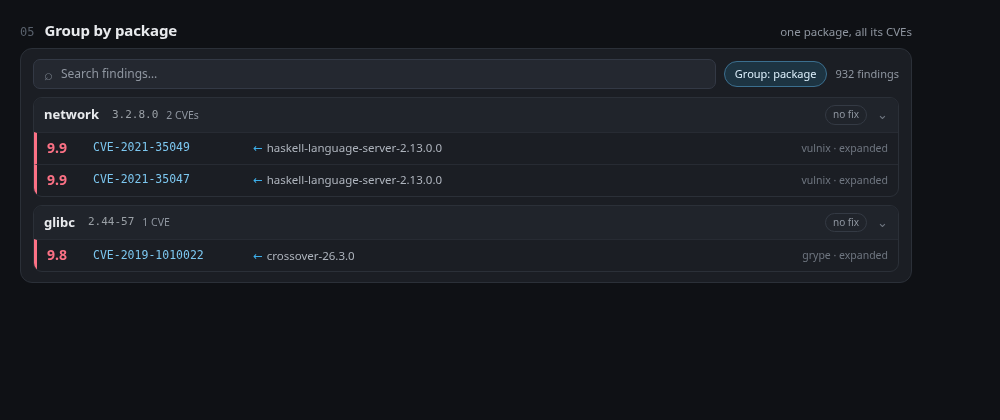 05 Group by package one package, all its CVEs
⌕ Search findings... Group: package 932 findings
network 3.2.8.0 2 CVEs no fix ⌄
9.9 CVE-2021-35049 ← haskell-language-server-2.13.0.0 vulnix · expanded
9.9 CVE-2021-35047 ← haskell-language-server-2.13.0.0 vulnix · expanded
glibc 2.44-57 1 CVE no fix ⌄
9.8 CVE-2019-1010022 ← crossover-26.3.0 grype · expanded